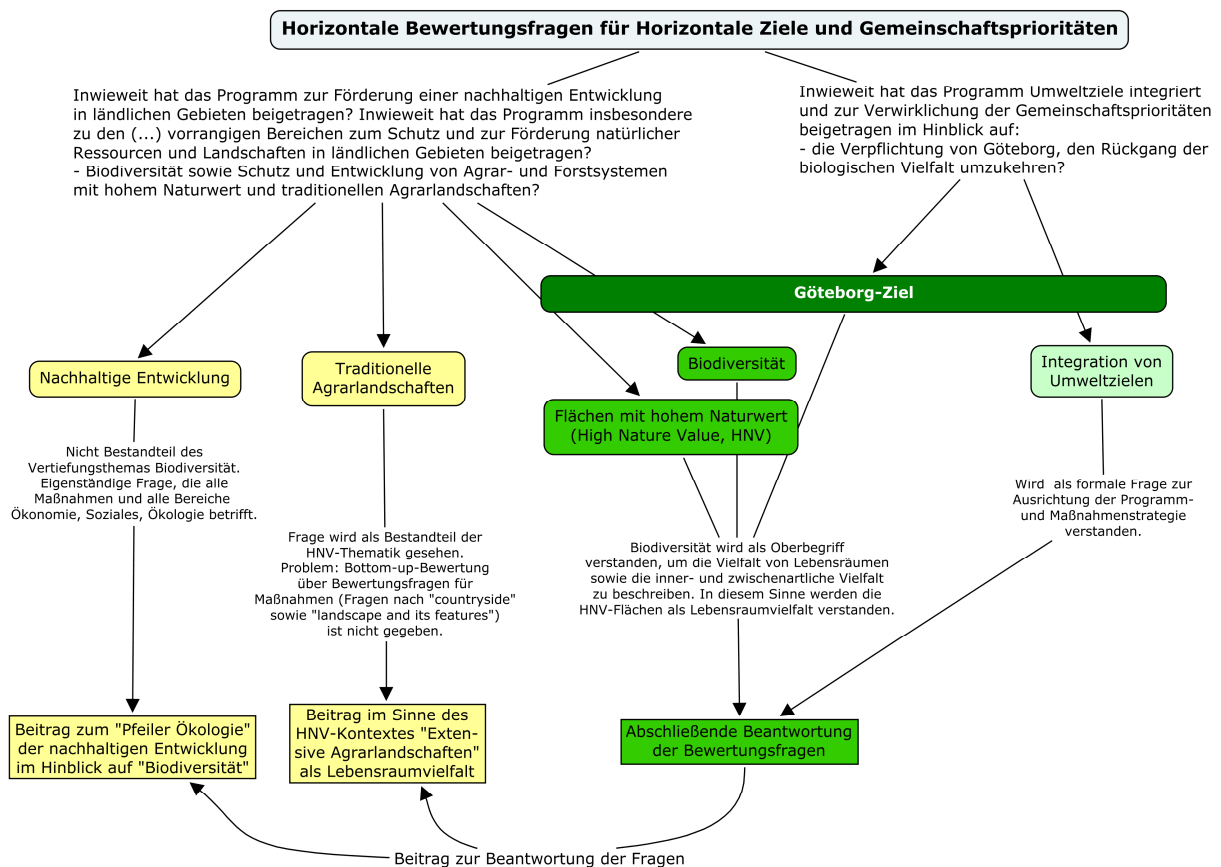 Horizontale Bewertungsfragen für Horizontale Ziele und Gemeinschaftsprioritäten
Inwieweit hat das Programm zur Förderung einer nachhaltigen Entwicklung
in ländlichen Gebieten beigetragen? Inwieweit hat das Programm insbesondere
zu den (...) vorrangigen Bereichen zum Schutz und zur Förderung natürlicher
Ressourcen und Landschaften in ländlichen Gebieten beigetragen?
- Biodiversität sowie Schutz und Entwicklung von Agrar- und Forstsystemen
mit hohem Naturwert und traditionellen Agrarlandschaften?
Inwieweit hat das Programm Umweltziele integriert
und zur Verwirklichung der Gemeinschaftsprioritäten
beigetragen im Hinblick auf:
- die Verpflichtung von Göteborg, den Rückgang der
biologischen Vielfalt umzukehren?
Göteborg-Ziel
Nachhaltige Entwicklung
Traditionelle
Agrarlandschaften
Biodiversität
Flächen mit hohem Naturwert
(High Nature Value, HNV)
Integration von
Umweltzielen
Nicht Bestandteil des
Vertiefungsthemas Biodiversität.
Eigenständige Frage, die alle
Maßnahmen und alle Bereiche
Ökonomie, Soziales, Ökologie betrifft.
Frage wird als Bestandteil der
HNV-Thematik gesehen.
Problem: Bottom-up-Bewertung
über Bewertungsfragen für
Maßnahmen (Fragen nach "countryside"
sowie "landscape and its features")
ist nicht gegeben.
Biodiversität wird als Oberbegriff
verstanden, um die Vielfalt von Lebensräumen
sowie die inner- und zwischenartliche Vielfalt
zu beschreiben. In diesem Sinne werden die
HNV-Flächen als Lebensraumvielfalt verstanden.
Wird als formale Frage zur
Ausrichtung der Programm-
und Maßnahmenstrategie
verstanden.
Beitrag zum "Pfeiler Ökologie"
der nachhaltigen Entwicklung
im Hinblick auf "Biodiversität"
Beitrag im Sinne des
HNV-Kontextes "Exten-
sive Agrarlandschaften"
als Lebensraumvielfalt
Abschließende Beantwortung
der Bewertungsfragen
Beitrag zur Beantwortung der Fragen